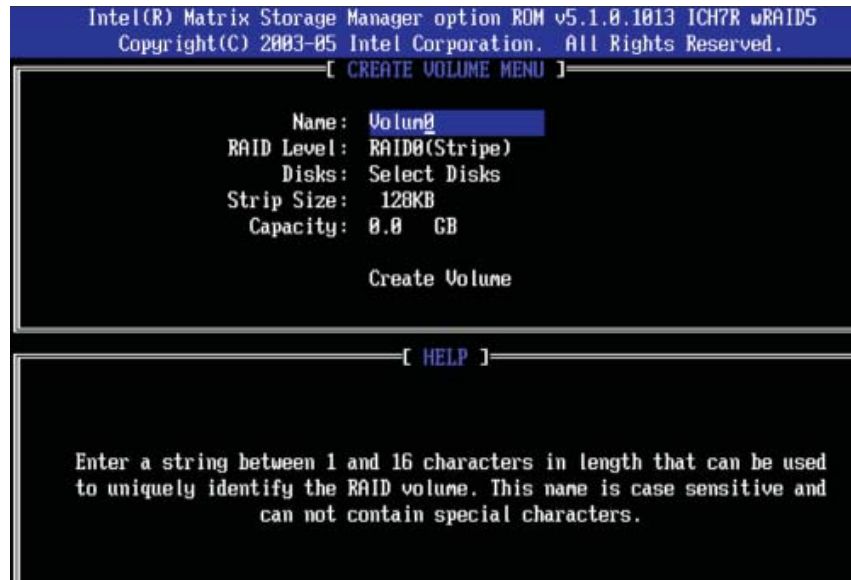 Intel(R) Matrix Storage Manager option ROM v5.1.0.1013 ICH7R wRAID5
Copyright(C) 2003-05 Intel Corporation. All Rights Reserved.
[ CREATE VOLUME MENU ]
Name: Volum0
RAID Level: RAID0(Stripe)
Disks: Select Disks
Strip Size: 128KB
Capacity: 0.0 GB
Create Volume
[ HELP ]
Enter a string between 1 and 16 characters in length that can be used
to uniquely identify the RAID volume. This name is case sensitive and
can not contain special characters.